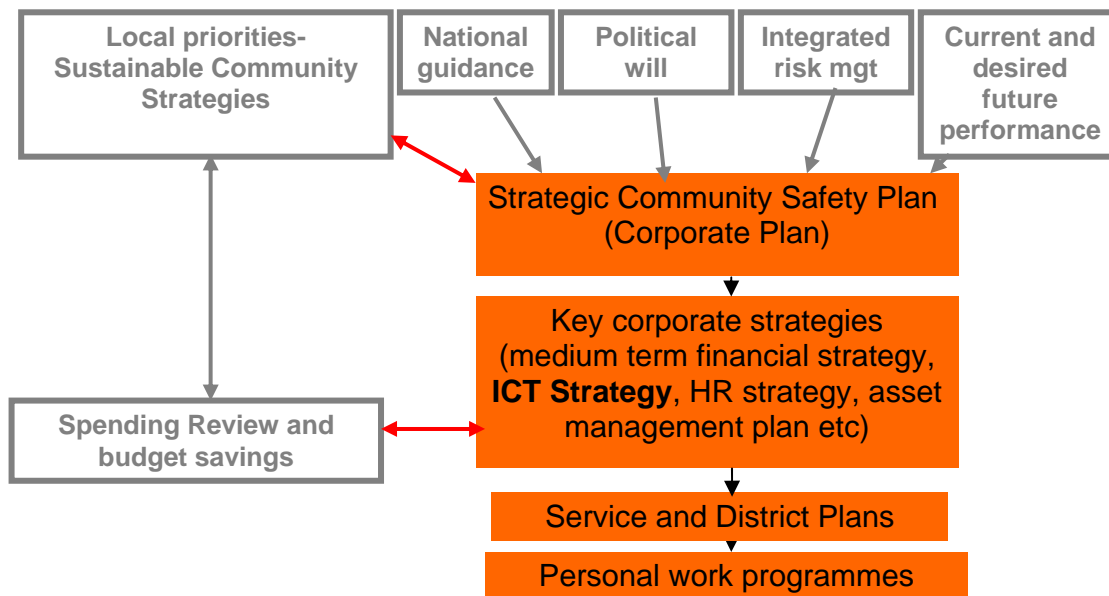 Local priorities-
Sustainable Community
Strategies
National
guidance
Political
will
Integrated
risk mgt
Current and
desired
future
performance
Strategic Community Safety Plan
(Corporate Plan)
Key corporate strategies
(medium term financial strategy,
ICT Strategy, HR strategy, asset
management plan etc)
Spending Review and
budget savings
Service and District Plans
Personal work programmes